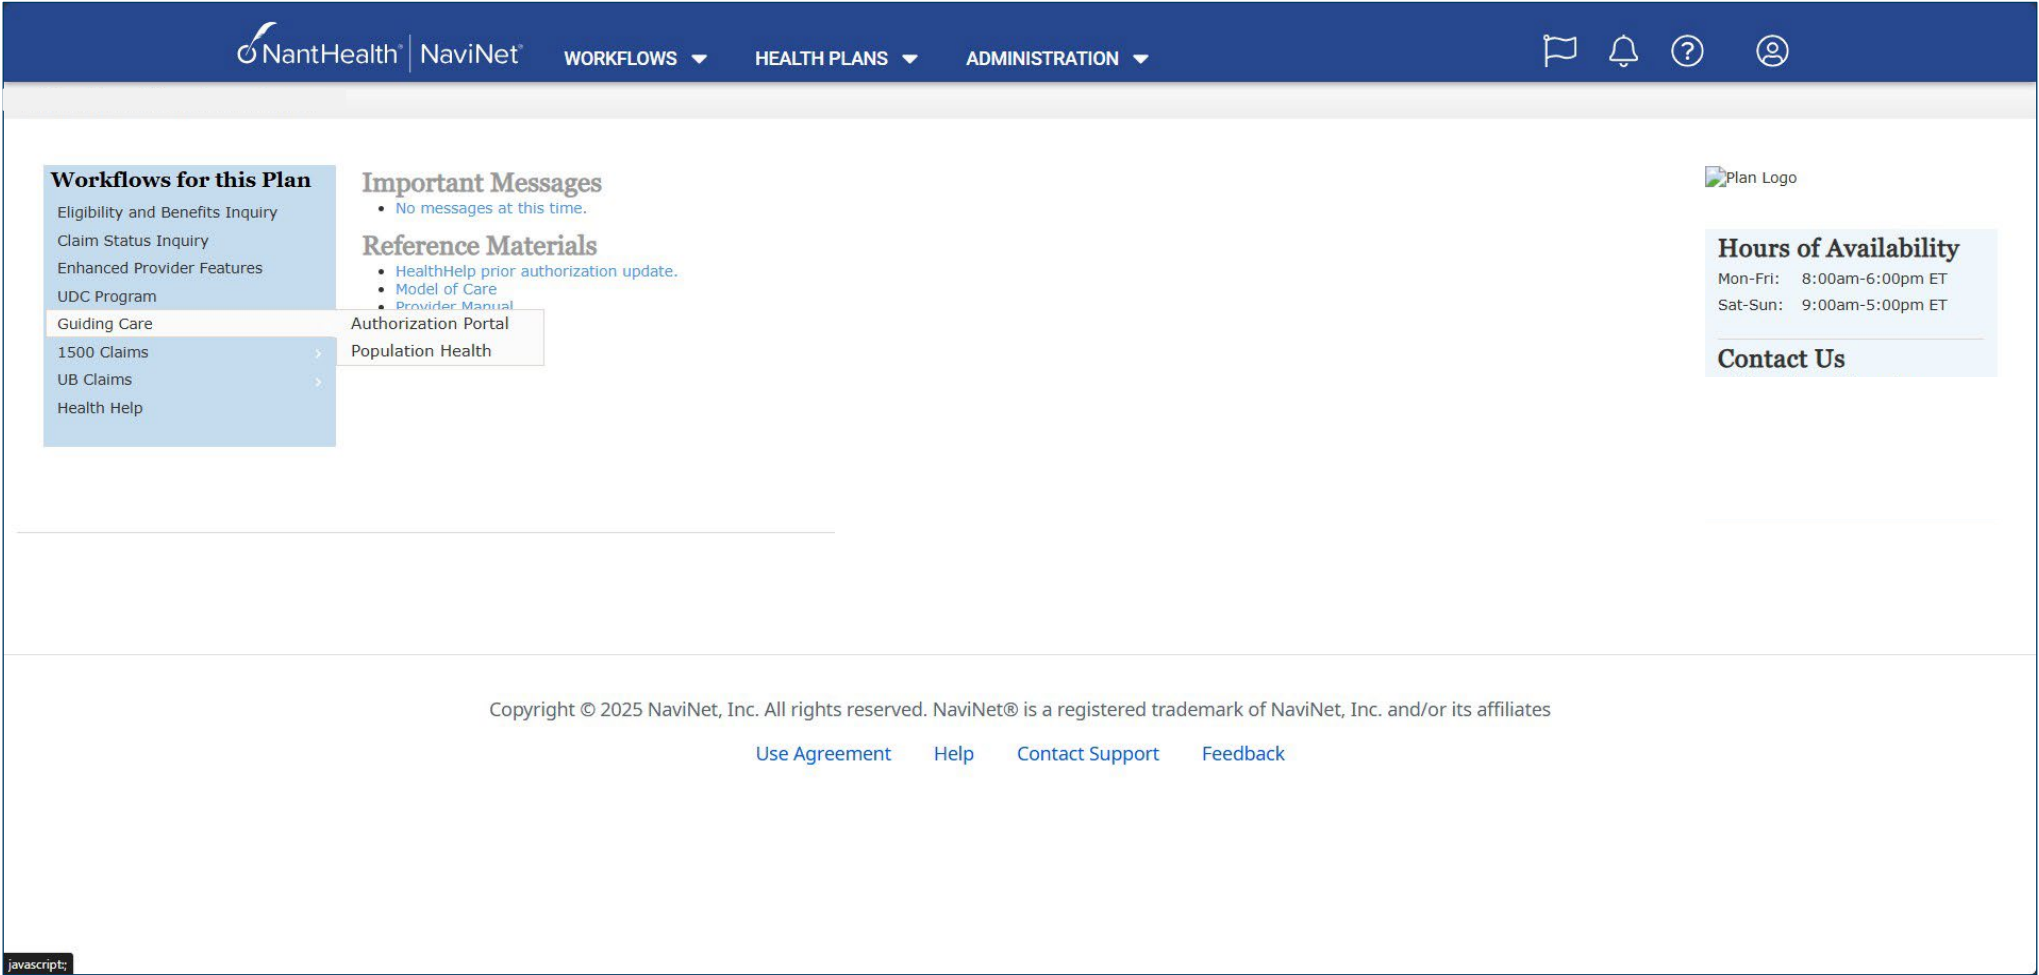 NantHealth® NaviNet® WORKFLOWS HEALTH PLANS ADMINISTRATION
Workflows for this Plan
Eligibility and Benefits Inquiry
Claim Status Inquiry
Enhanced Provider Features
UDC Program
Guiding Care
1500 Claims
UB Claims
Health Help
Authorization Portal
Population Health
Important Messages
No messages at this time.
Reference Materials
HealthHelp prior authorization update.
Model of Care
Provider Manual
Plan Logo
Hours of Availability
Mon-Fri: 8:00am-6:00pm ET
Sat-Sun: 9:00am-5:00pm ET
Contact Us
Copyright © 2025 NaviNet, Inc. All rights reserved. NaviNet® is a registered trademark of NaviNet, Inc. and/or its affiliates
Use Agreement Help Contact Support Feedback
javascript:;